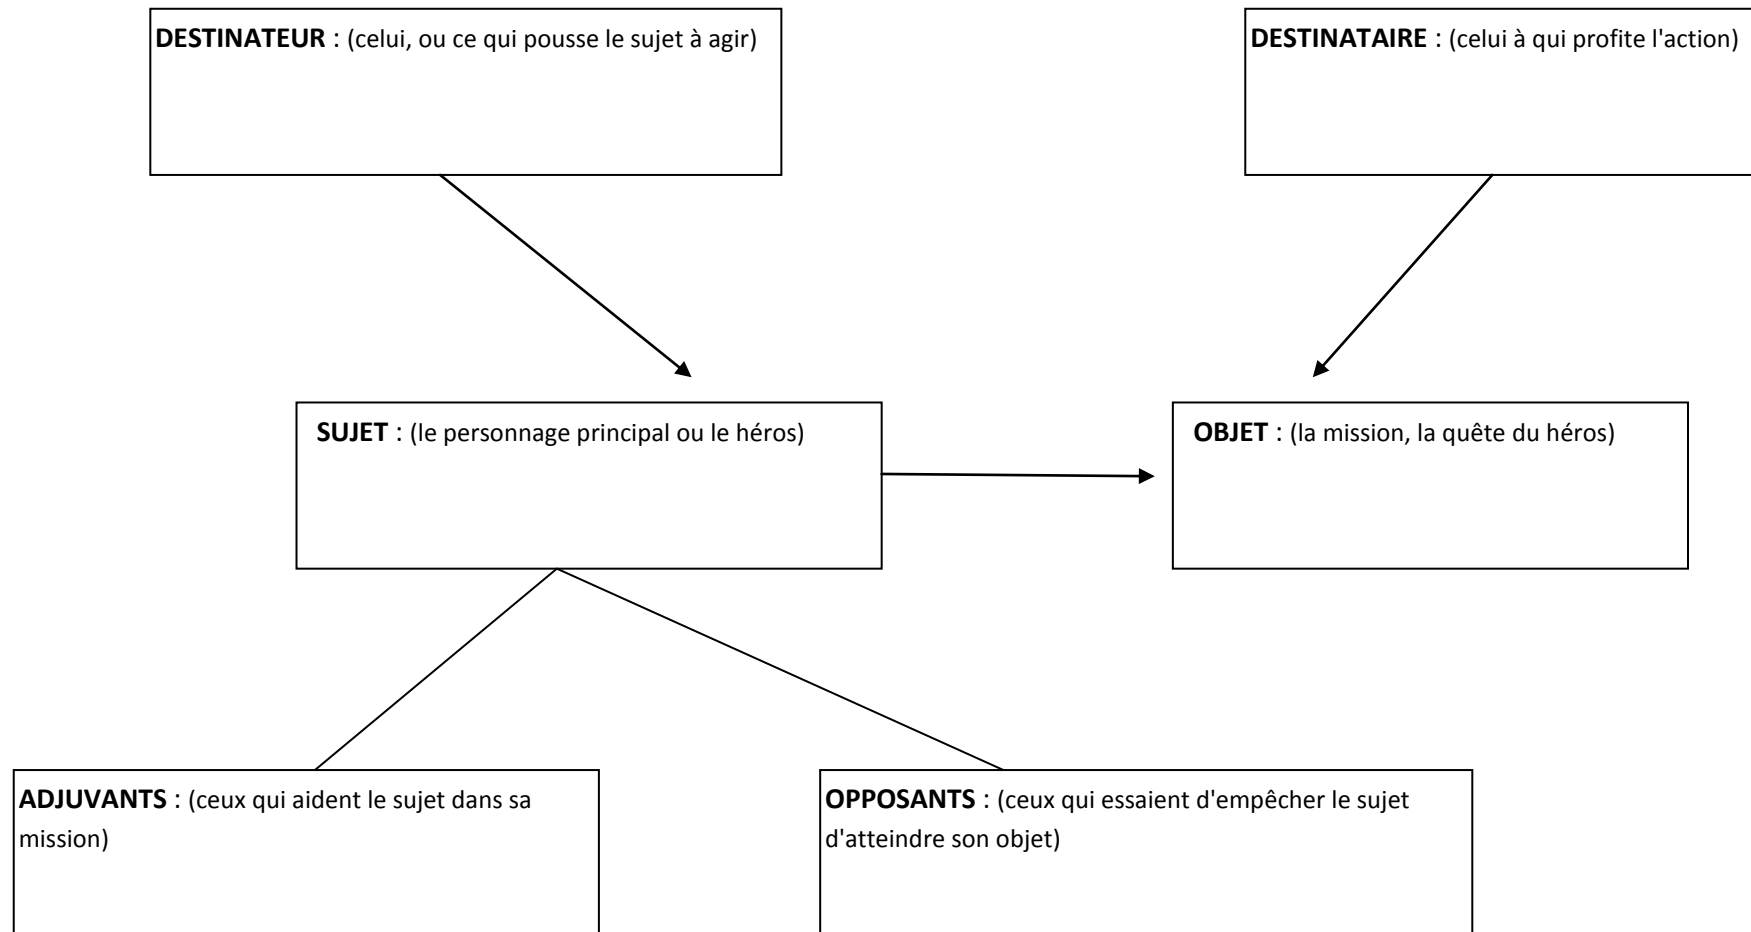 DESTINATEUR : (celui, ou ce qui pousse le sujet à agir)
DESTINATAIRE : (celui à qui profite l'action)
SUJET : (le personnage principal ou le héros)
OBJET : (la mission, la quête du héros)
ADJUVANTS : (ceux qui aident le sujet dans sa
mission)
OPPOSANTS : (ceux qui essaient d'empêcher le sujet
d'atteindre son objet)